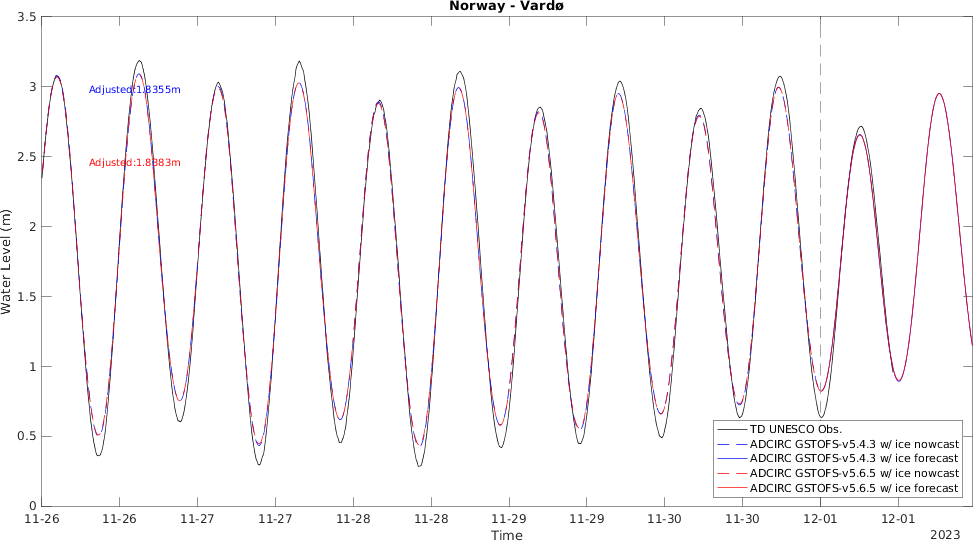 Norway - Vardø
3.5
3
2.5
2
1.5
1
0.5
0
Water Level (m)
Adjusted:1.8355m
Adjusted:1.8883m
TD UNESCO Obs.
ADCIRC GSTOFS-v5.4.3 w/ ice nowcast
ADCIRC GSTOFS-v5.4.3 w/ ice forecast
ADCIRC GSTOFS-v5.6.5 w/ ice nowcast
ADCIRC GSTOFS-v5.6.5 w/ ice forecast
11-26 11-26 11-27 11-27 11-28 11-28 11-29 11-29 11-30 11-30 12-01 12-01
Time
2023